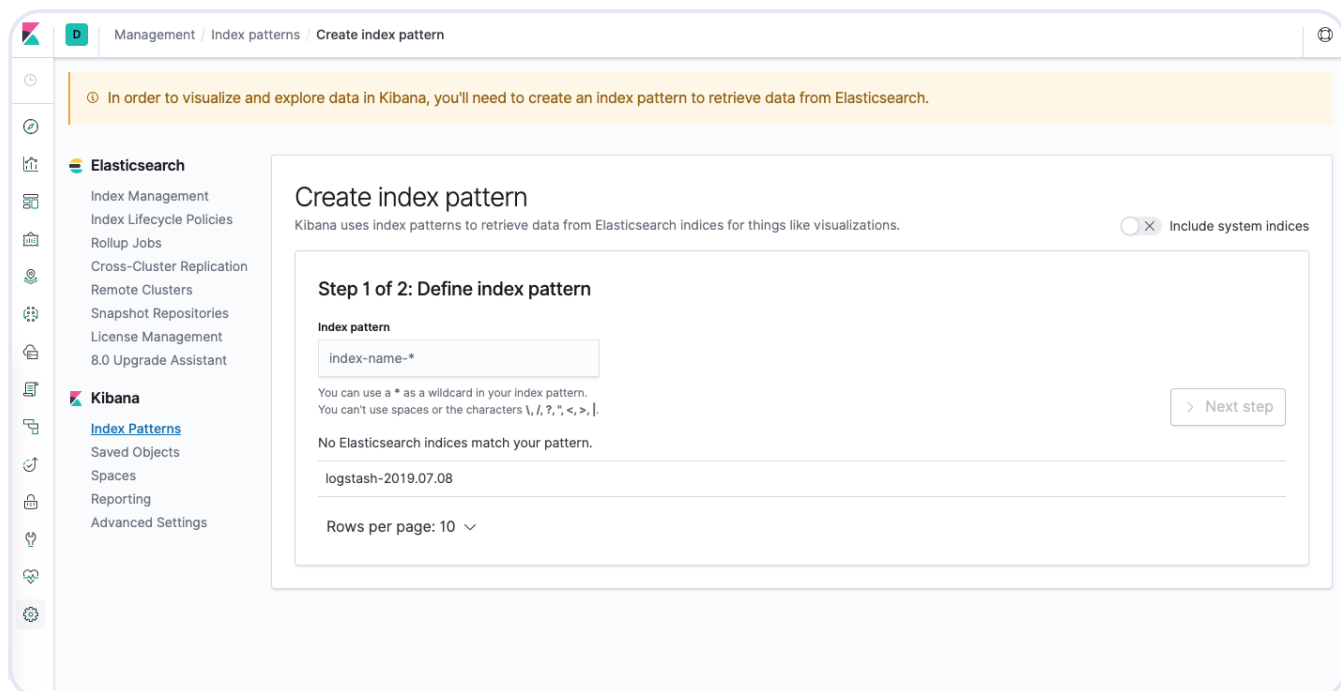 D Management / Index patterns / Create index pattern
In order to visualize and explore data in Kibana, you'll need to create an index pattern to retrieve data from Elasticsearch.
Elasticsearch
Index Management
Index Lifecycle Policies
Rollup Jobs
Cross-Cluster Replication
Remote Clusters
Snapshot Repositories
License Management
8.0 Upgrade Assistant
Kibana
Index Patterns
Saved Objects
Spaces
Reporting
Advanced Settings
Create index pattern
Kibana uses index patterns to retrieve data from Elasticsearch indices for things like visualizations.
Include system indices
Step 1 of 2: Define index pattern
Index pattern
index-name-*
You can use a * as a wildcard in your index pattern.
You can't use spaces or the characters \, /, ?, ", <, >, |.
Next step
No Elasticsearch indices match your pattern.
logstash-2019.07.08
Rows per page: 10